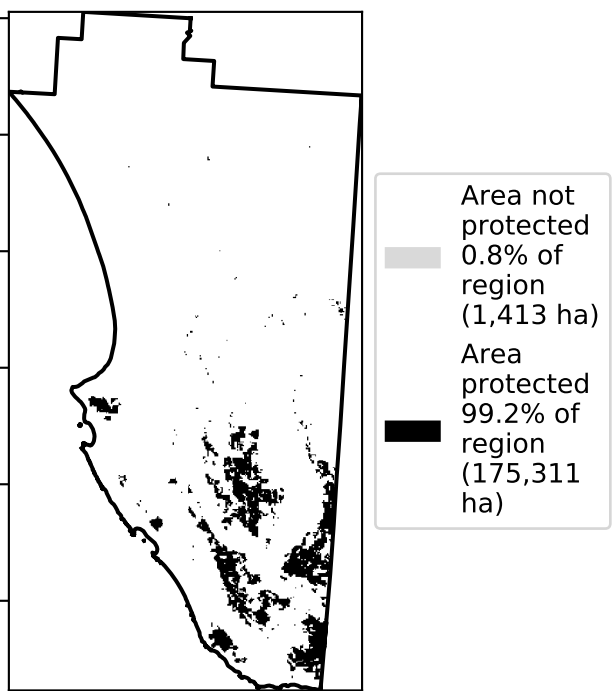 Area not
protected
0.8% of
region
(1,413 ha)
Area
protected
99.2% of
region
(175,311
ha)